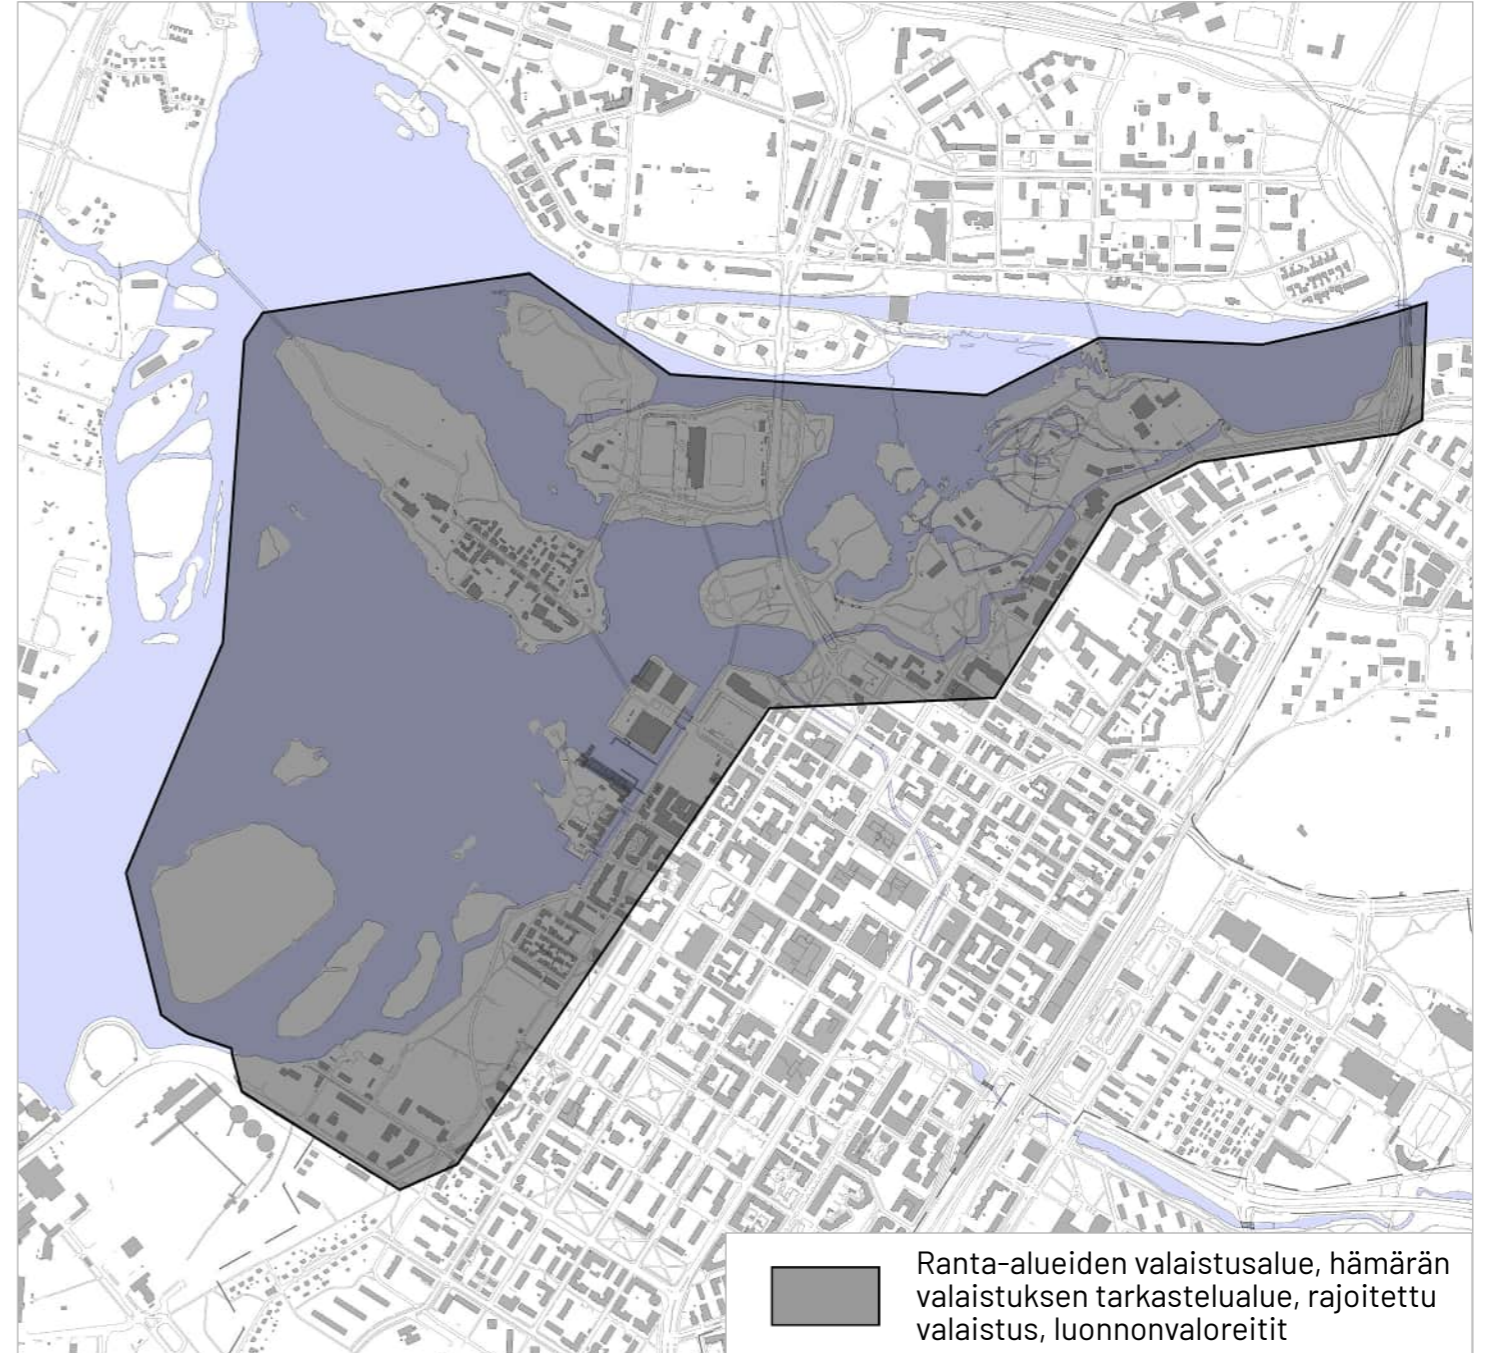 Ranta-alueiden valaistusalue, hämärän
valaistuksen tarkastelualue, rajoitettu
valaistus, luonnonvaloreitit